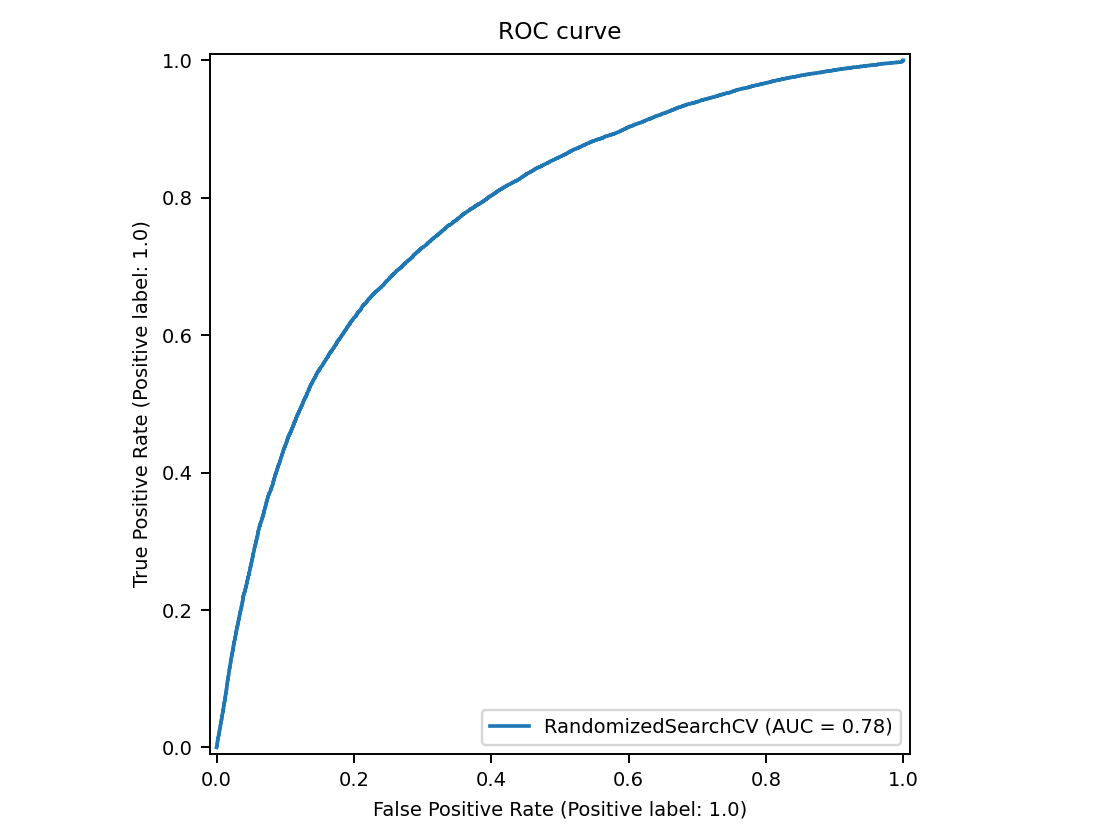 ROC curve
True Positive Rate (Positive label: 1.0)
1.0
0.8
0.6
0.4
0.2
0.0
RandomizedSearchCV (AUC = 0.78)
0.0 0.2 0.4 0.6 0.8 1.0
False Positive Rate (Positive label: 1.0)